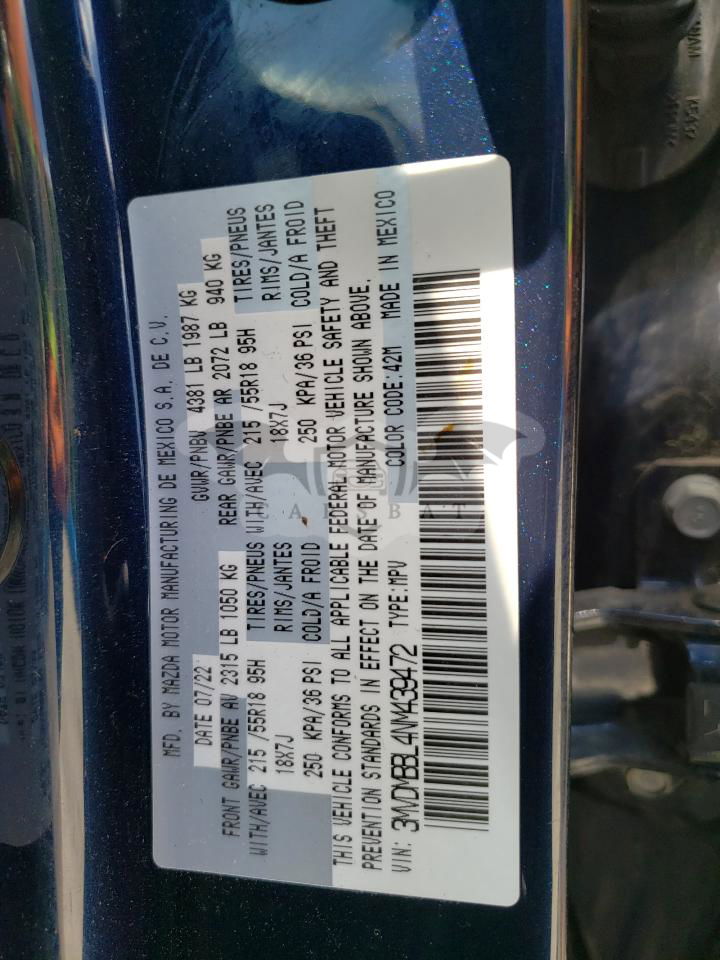 MFD. BY MAZDA MOTOR MANUFACTURING DE MEXICO S.A. DE C.V.
DATE 07/22 GVWR/PNBV 4381 LB 1987 KG
FRONT GAWR/PNBE AV 2315 LB 1050 KG REAR GAWR/PNBE AR 2072 LB 940 KG
WITH/AVEC 215 /55R18 95H TIRES/PNEUS WITH/AVEC 215 /55R18 95H TIRES/PNEUS
18X7J RIMS/JANTES 18X7J RIMS/JANTES
250 KPA/36 PSI COLD/A FROID 250 KPA/36 PSI COLD/A FROID
THIS VEHICLE CONFORMS TO ALL APPLICABLE FEDERAL MOTOR VEHICLE SAFETY AND THEFT
PREVENTION STANDARDS IN EFFECT ON THE DATE OF MANUFACTURE SHOWN ABOVE.
VIN: 3MVDMBBL4NM439472 TYPE:MPV COLOR CODE:42M MADE IN MEXICO
CARSBAT